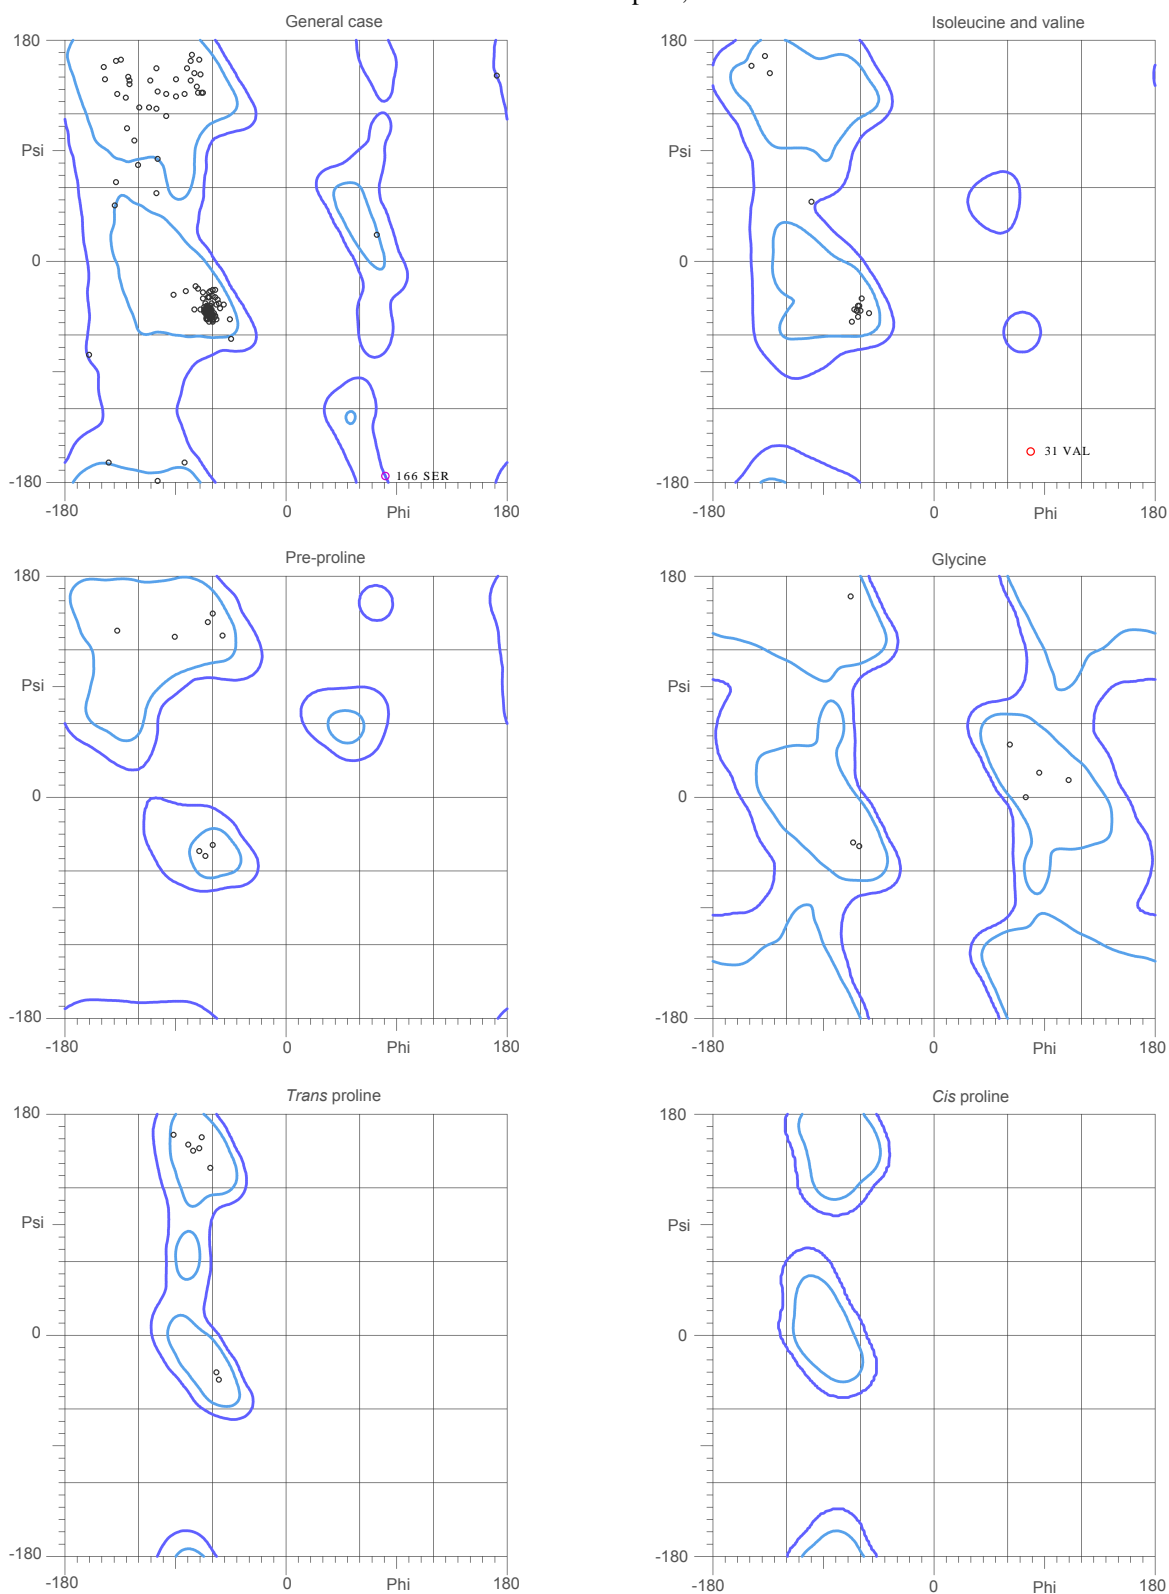 General case
Isoleucine and valine
180
180
Psi
Psi
0
0
166 SER
31 VAL
-180
-180
-180
0
Phi
180
-180
0
Phi
180
Pre-proline
Glycine
180
180
Psi
Psi
0
0
-180
-180
-180
0
Phi
180
-180
0
Phi
180
Trans proline
Cis proline
180
180
Psi
Psi
0
0
-180
-180
-180
0
Phi
180
-180
0
Phi
180